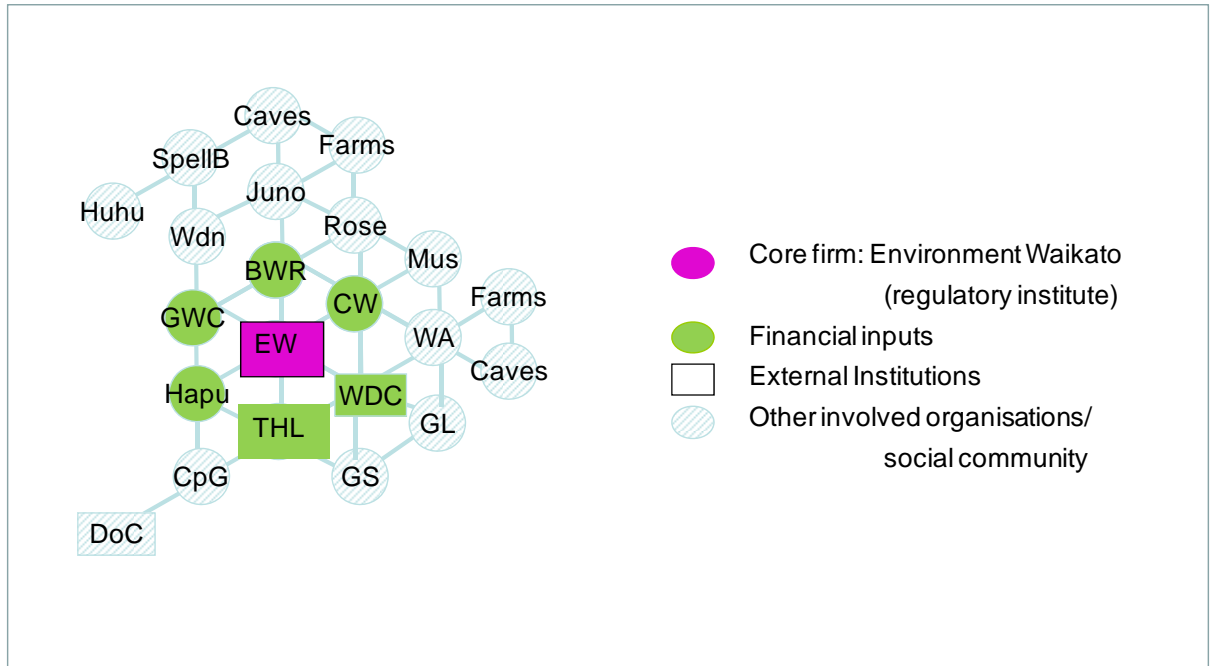 Caves
Farms
SpellB
Juno
Huhu
Rose
Wdn
Mus
BWR
Farms
CW
GWC
WA
EW
Caves
Hapu
WDC
GL
THL
CpG
GS
DoC
Core firm: Environment Waikato
(regulatory institute)
Financial inputs
External Institutions
Other involved organisations/
social community